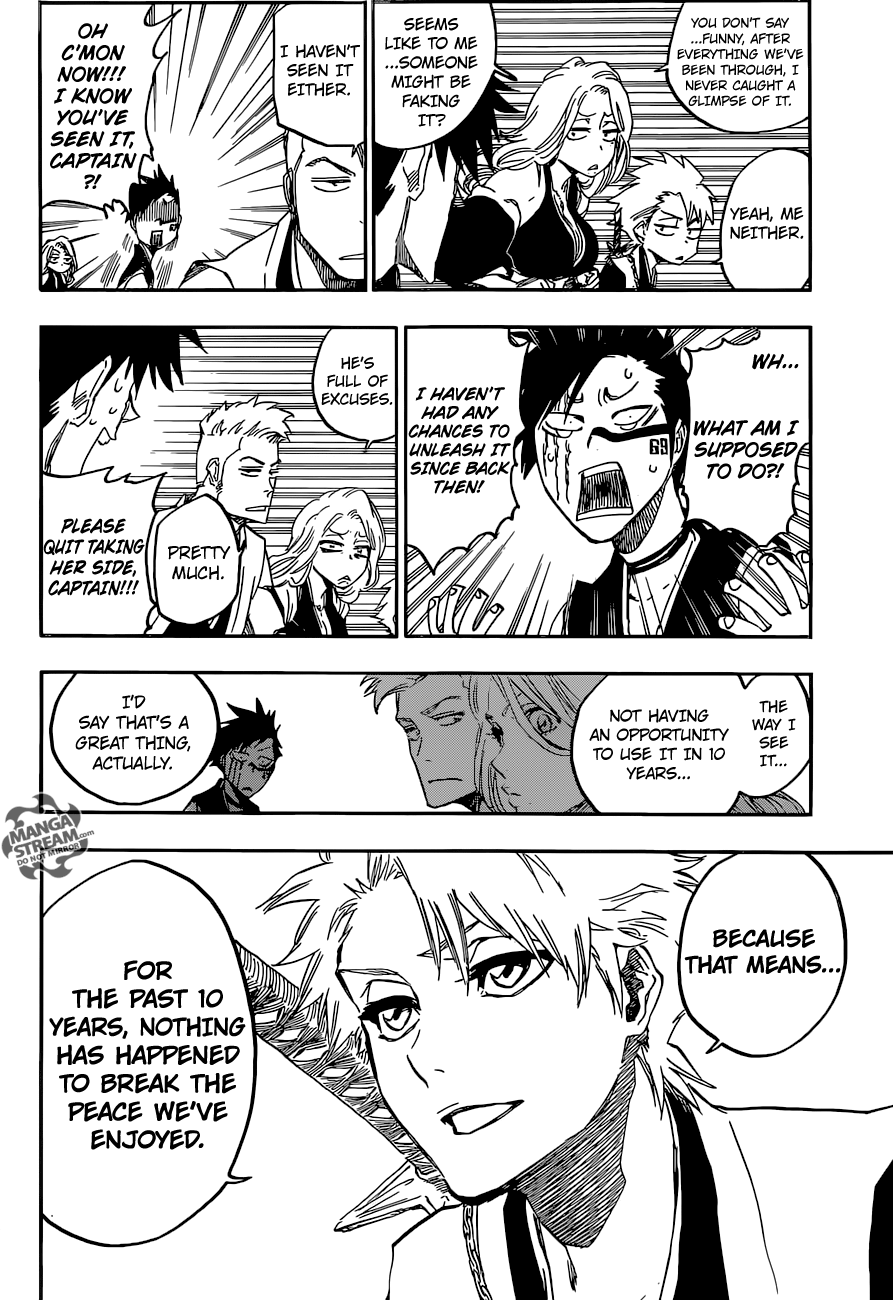 YOU DON'T SAY
...FUNNY, AFTER
EVERYTHING WE'VE
BEEN THROUGH, I
NEVER CAUGHT A
GLIMPSE OF IT.
YEAH, ME
NEITHER.
SEEMS
LIKE TO ME
...SOMEONE
MIGHT BE
FAKING
IT?
I HAVEN'T
SEEN IT
EITHER.
OH
C'MON
NOW!!!
I KNOW
YOU'VE
SEEN IT,
CAPTAIN
?!
WH...
WHAT AM I
SUPPOSED
TO DO?!
I HAVEN'T
HAD ANY
CHANCES TO
UNLEASH IT
SINCE BACK
THEN!
69
HE'S
FULL OF
EXCUSES.
PRETTY
MUCH.
PLEASE
QUIT TAKING
HER SIDE,
CAPTAIN!!!
THE
WAY I
SEE
IT...
NOT HAVING
AN OPPORTUNITY
TO USE IT IN 10
YEARS...
I'D
SAY THAT'S A
GREAT THING,
ACTUALLY.
MANGA
STREAM.com
DO NOT MIRROR
BECAUSE
THAT MEANS...
FOR
THE PAST 10
YEARS, NOTHING
HAS HAPPENED
TO BREAK THE
PEACE WE'VE
ENJOYED.